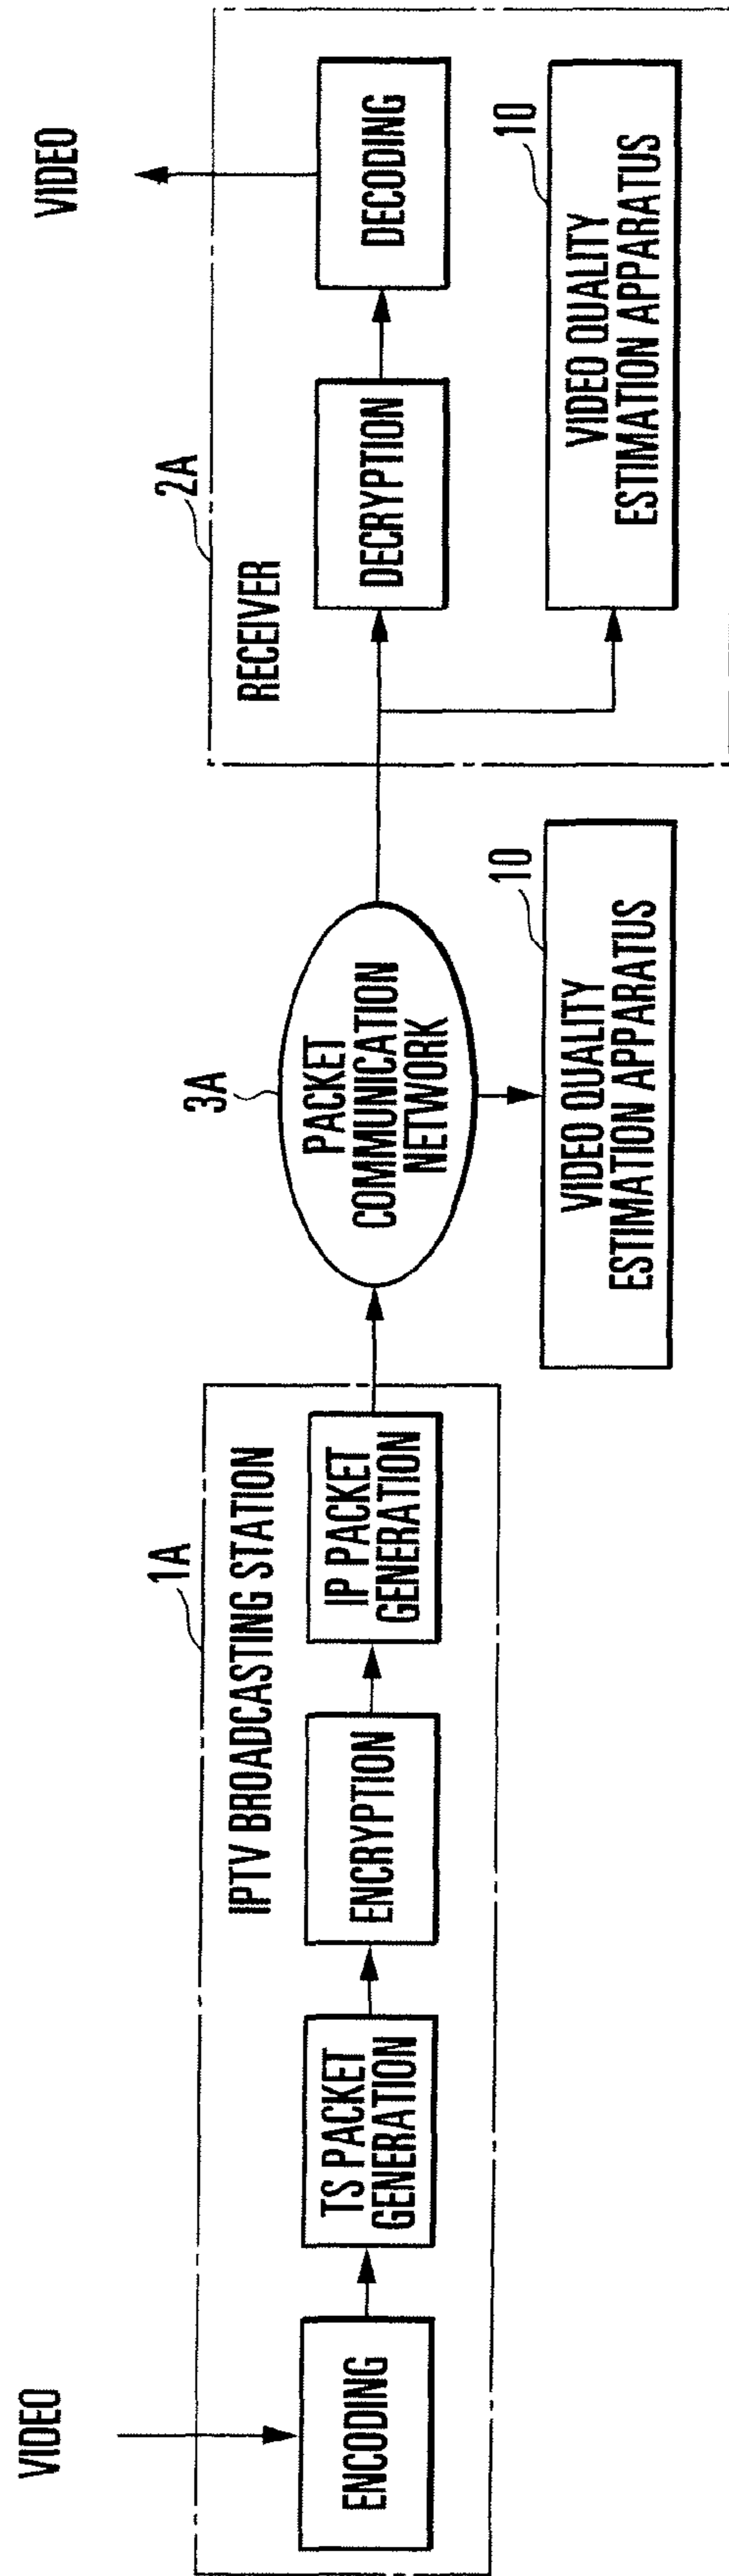 VIDEO
1A
IPTV BROADCASTING STATION
ENCODING
TS PACKET
GENERATION
ENCRYPTION
IP PACKET
GENERATION
3A
PACKET
COMMUNICATION
NETWORK
10
VIDEO QUALITY
ESTIMATION APPARATUS
2A
RECEIVER
DECRYPTION
DECODING
VIDEO
10
VIDEO QUALITY
ESTIMATION APPARATUS